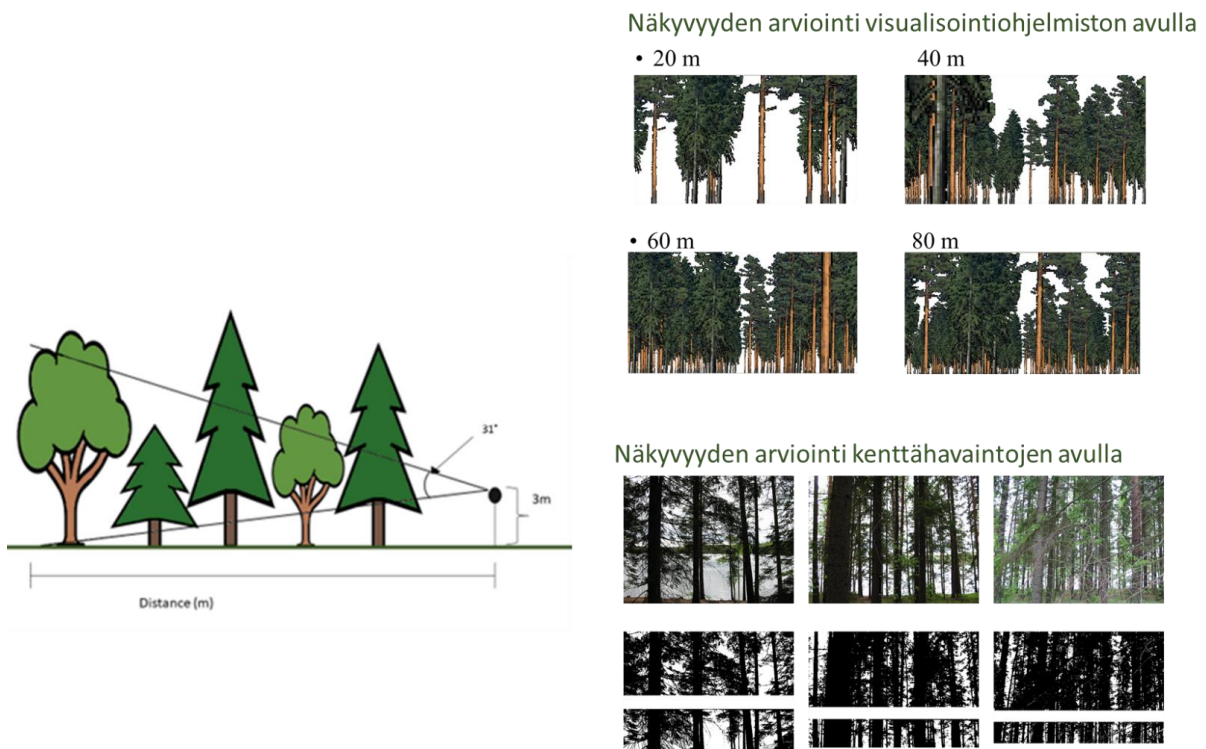 Näkyvyyden arviointi visualisointiohjelmiston avulla
• 20 m
40 m
• 60 m
80 m
31°
3m
Distance (m)
Näkyvyyden arviointi kenttähavaintojen avulla